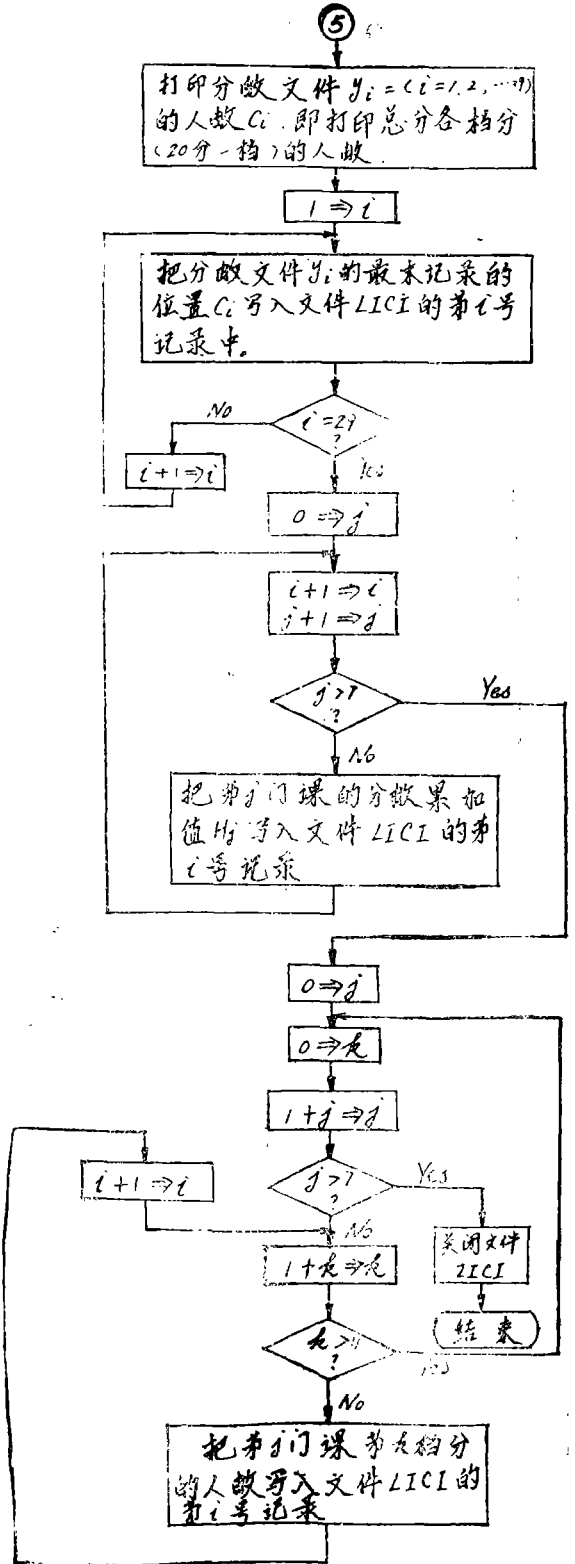 5
打印分数文件 yi=(i=1,2,…29)
的人数Ci.即打印总分各档分
(20分一档)的人数.
1⇒i
把分数文件yi的最末记录的
位置Ci写入文件LICI的第i号
记录中。
i=29
?
No
Yes
i+1⇒i
0⇒j
i+1⇒i
j+1⇒j
j>7
?
Yes
No
把第j门课的分数累加
值Hj写入文件LICI的第
i号记录
0⇒j
0⇒k
1+j⇒j
i+1⇒i
j>7
?
Yes
No
关闭文件
LICI
1+k⇒k
结束
k>11
?
Yes
No
把第j门课第k档分
的人数写入文件LICI的
第i号记录